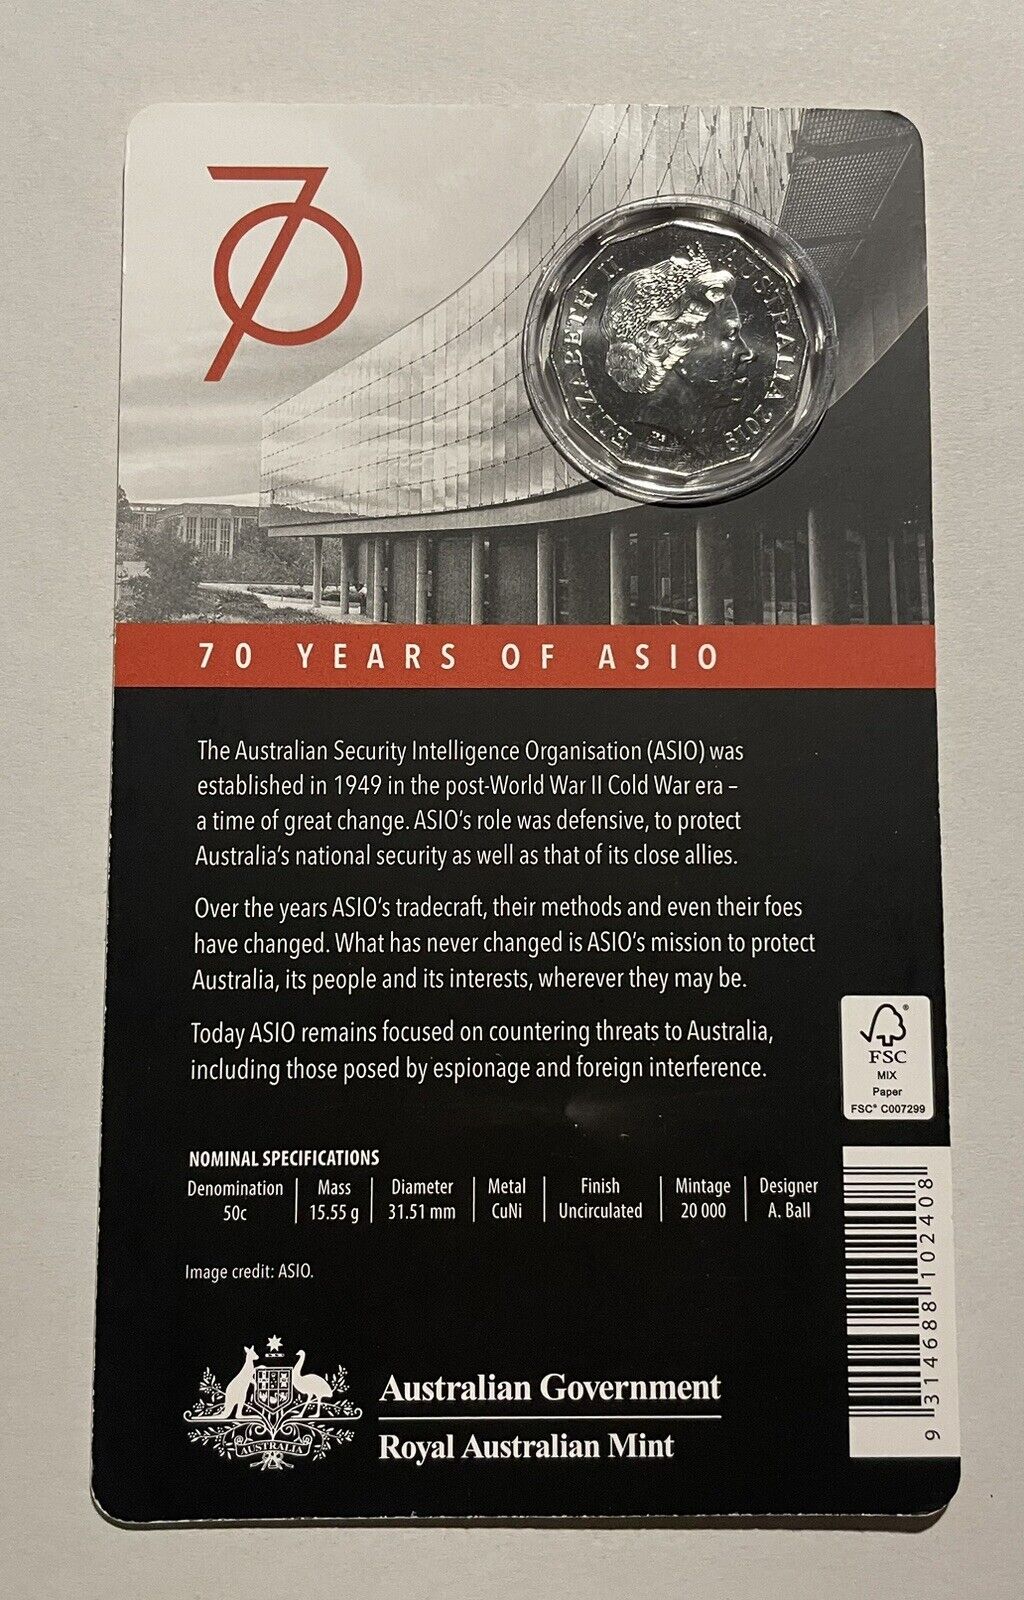 70
ELIZABETH II AUSTRALIA 2019
70 YEARS OF ASIO
The Australian Security Intelligence Organisation (ASIO) was
established in 1949 in the post-World War II Cold War era –
a time of great change. ASIO's role was defensive, to protect
Australia's national security as well as that of its close allies.
Over the years ASIO's tradecraft, their methods and even their foes
have changed. What has never changed is ASIO's mission to protect
Australia, its people and its interests, wherever they may be.
Today ASIO remains focused on countering threats to Australia,
including those posed by espionage and foreign interference.
FSC
MIX
Paper
FSC® C007299
NOMINAL SPECIFICATIONS
Denomination Mass Diameter Metal Finish Mintage Designer
50c 15.55 g 31.51 mm CuNi Uncirculated 20 000 A. Ball
Image credit: ASIO.
9 314688 102408
AUSTRALIA
Australian Government
Royal Australian Mint